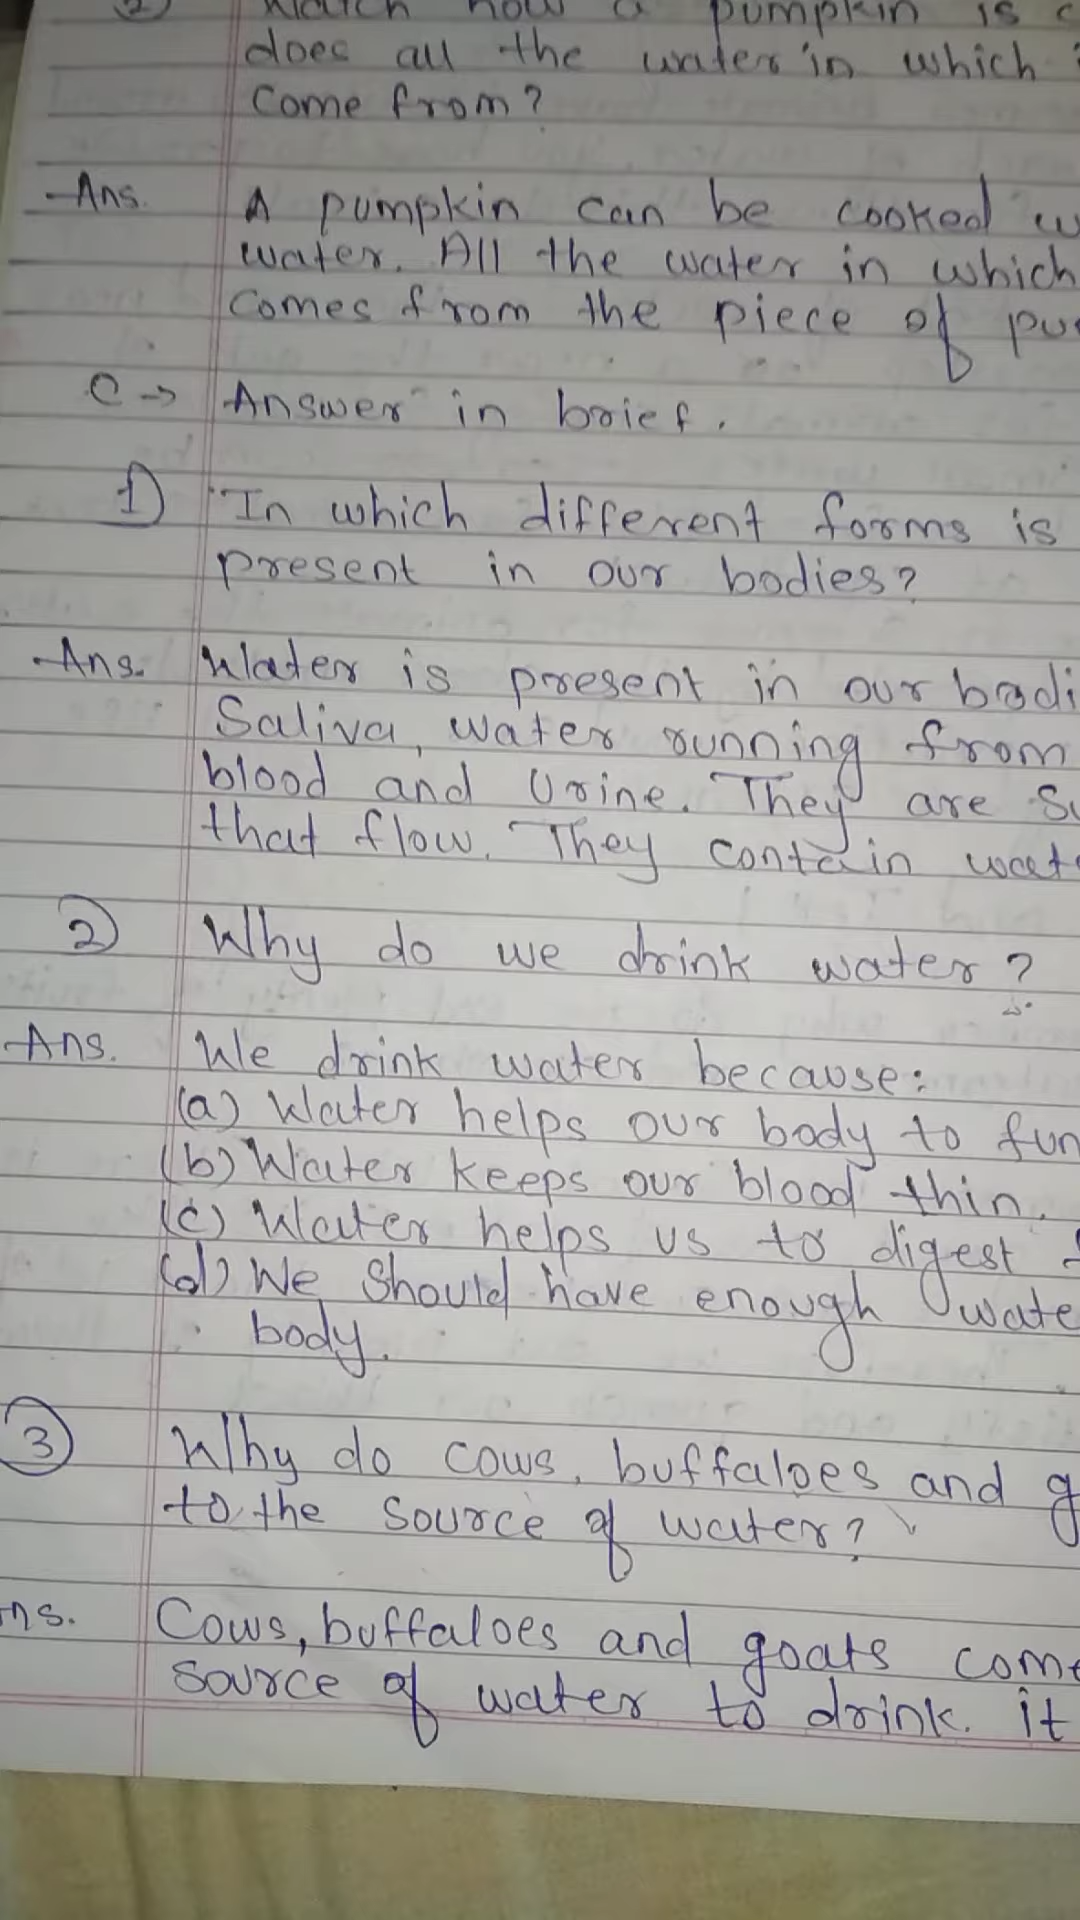 2) Watch how a pumpkin is
does all the water in which
Come from?
Ans. A pumpkin can be cooked
water. All the water in which
comes from the piece of
C → Answer in brief.
1) In which different forms is
present in our bodies?
Ans. Water is present in our
Saliva, water running from
blood and Urine. They are
that flow. They contain
2) Why do we drink water?
Ans. We drink water because:
(a) Water helps our body to
(b) Water keeps our blood thin.
(c) Water helps us to digest
(d) We should have enough
body.
3) Why do cows, buffaloes and
to the source of water?
Cows, buffaloes and goats
source of water to drink. it